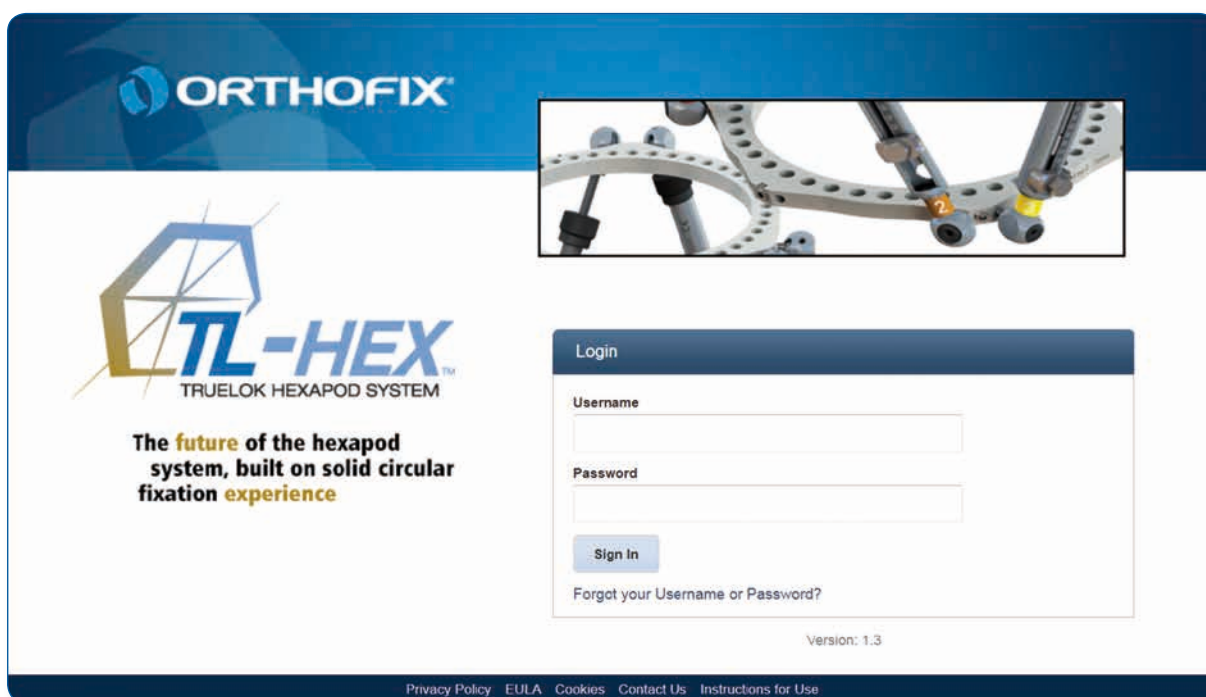 ORTHOFIX®
2
TL-HEX™
TRUELOK HEXAPOD SYSTEM
The future of the hexapod
system, built on solid circular
fixation experience
Login
Username
Password
Sign In
Forgot your Username or Password?
Version: 1.3
Privacy Policy EULA Cookies Contact Us Instructions for Use